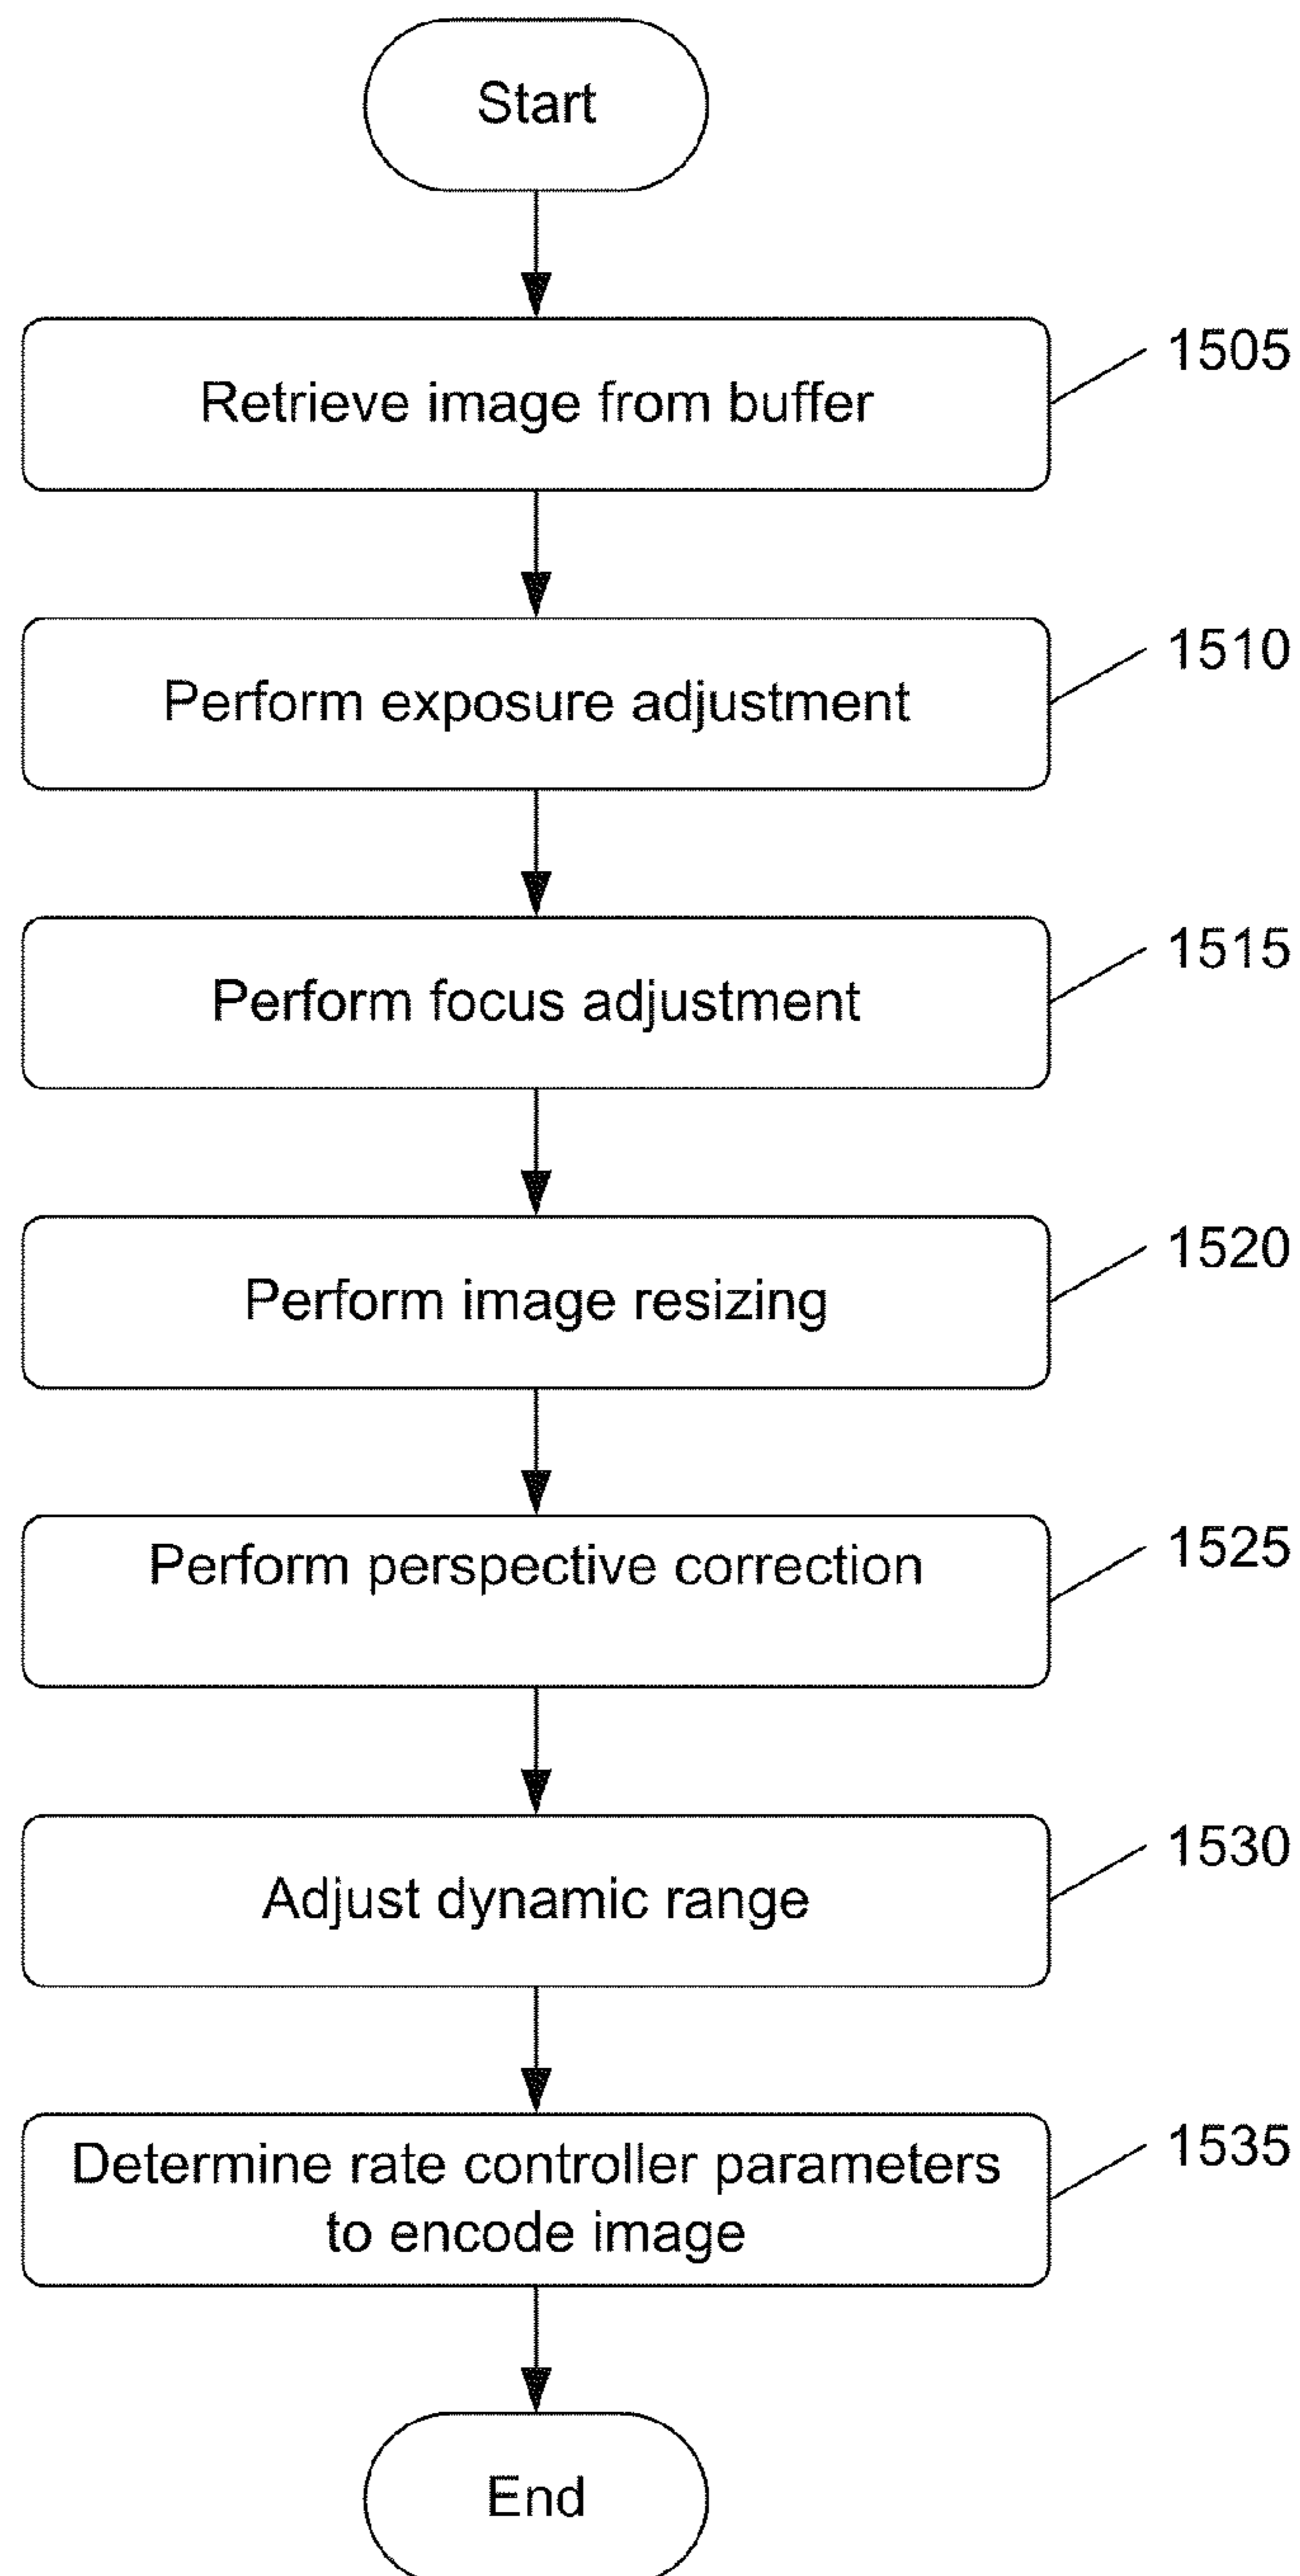 Start
Retrieve image from buffer
1505
Perform exposure adjustment
1510
Perform focus adjustment
1515
Perform image resizing
1520
Perform perspective correction
1525
Adjust dynamic range
1530
Determine rate controller parameters
to encode image
1535
End